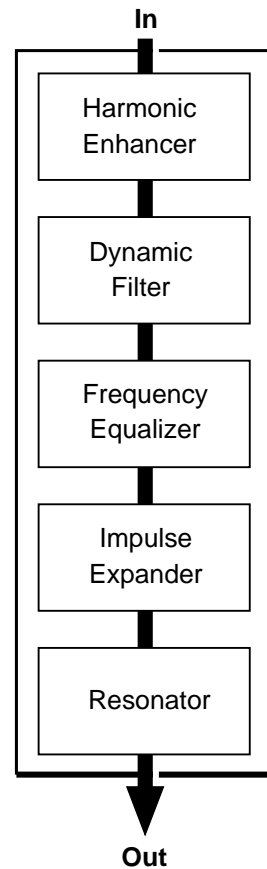 In
Harmonic
Enhancer
Dynamic
Filter
Frequency
Equalizer
Impulse
Expander
Resonator
Out